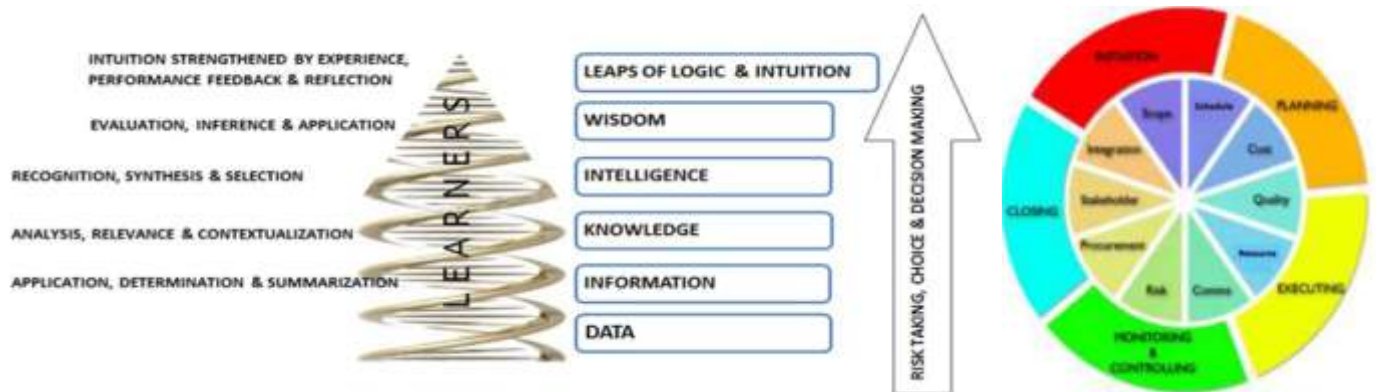 INTUITION STRENGTHENED BY EXPERIENCE,
PERFORMANCE FEEDBACK & REFLECTION
EVALUATION, INFERENCE & APPLICATION
RECOGNITION, SYNTHESIS & SELECTION
ANALYSIS, RELEVANCE & CONTEXTUALIZATION
APPLICATION, DETERMINATION & SUMMARIZATION
LEARNERS
LEAPS OF LOGIC & INTUITION
WISDOM
INTELLIGENCE
KNOWLEDGE
INFORMATION
DATA
RISK TAKING, CHOICE & DECISION MAKING
INITIATION
PLANNING
EXECUTING
MONITORING
&
CONTROLLING
CLOSING
Scope
Schedule
Cost
Quality
Resource
Comms
Risk
Procurement
Stakeholder
Integration